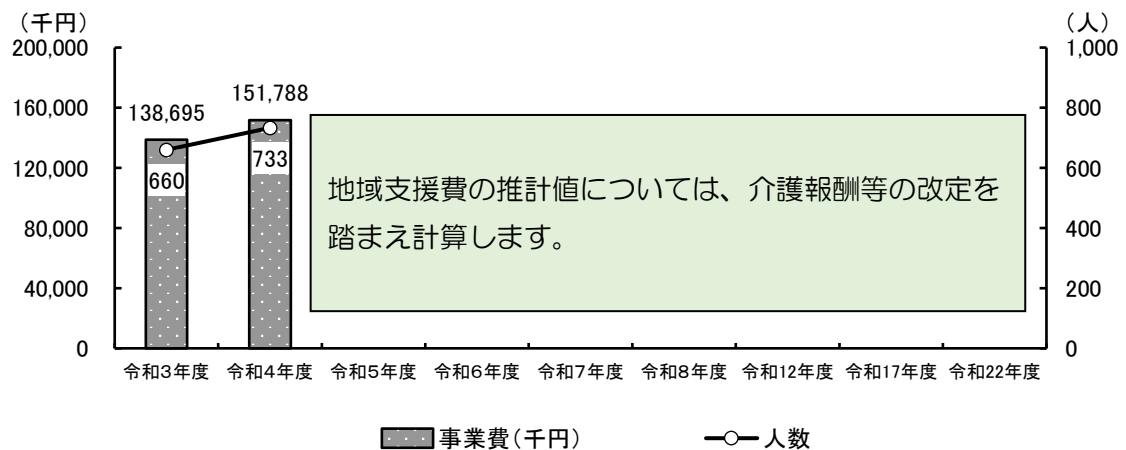 （千円）
（人）
200,000
1,000
160,000
800
120,000
600
80,000
400
40,000
200
0
0
138,695
151,788
660
733
地域支援費の推計値については、介護報酬等の改定を
踏まえ計算します。
令和3年度 令和4年度 令和5年度 令和6年度 令和7年度 令和8年度 令和12年度 令和17年度 令和22年度
事業費（千円） 人数